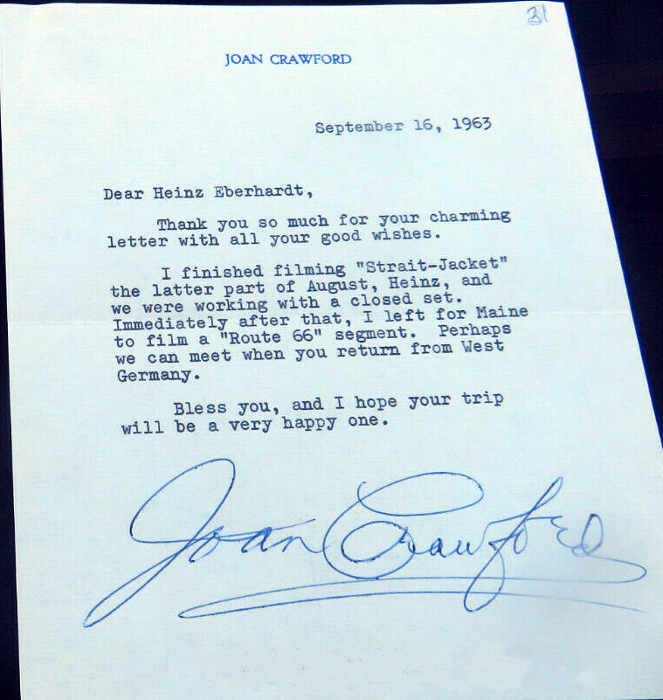 31
JOAN CRAWFORD
September 16, 1963
Dear Heinz Eberhardt,
Thank you so much for your charming
letter with all your good wishes.
I finished filming "Strait-Jacket"
the latter part of August, Heinz, and
we were working with a closed set.
Immediately after that, I left for Maine
to film a "Route 66" segment. Perhaps
we can meet when you return from West
Germany.
Bless you, and I hope your trip
will be a very happy one.
Joan Crawford